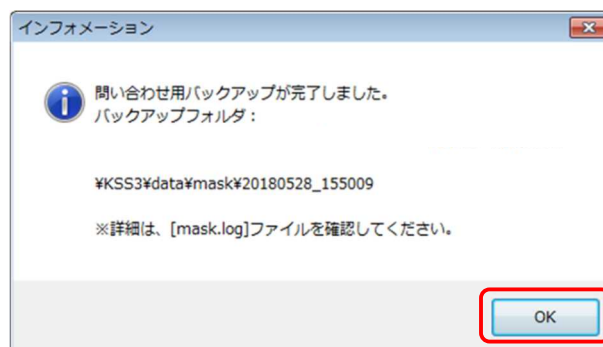 インフォメーション
問い合わせ用バックアップが完了しました。
バックアップフォルダ：
¥KSS3¥data¥mask¥20180528_155009
※詳細は、[mask.log]ファイルを確認してください。
OK